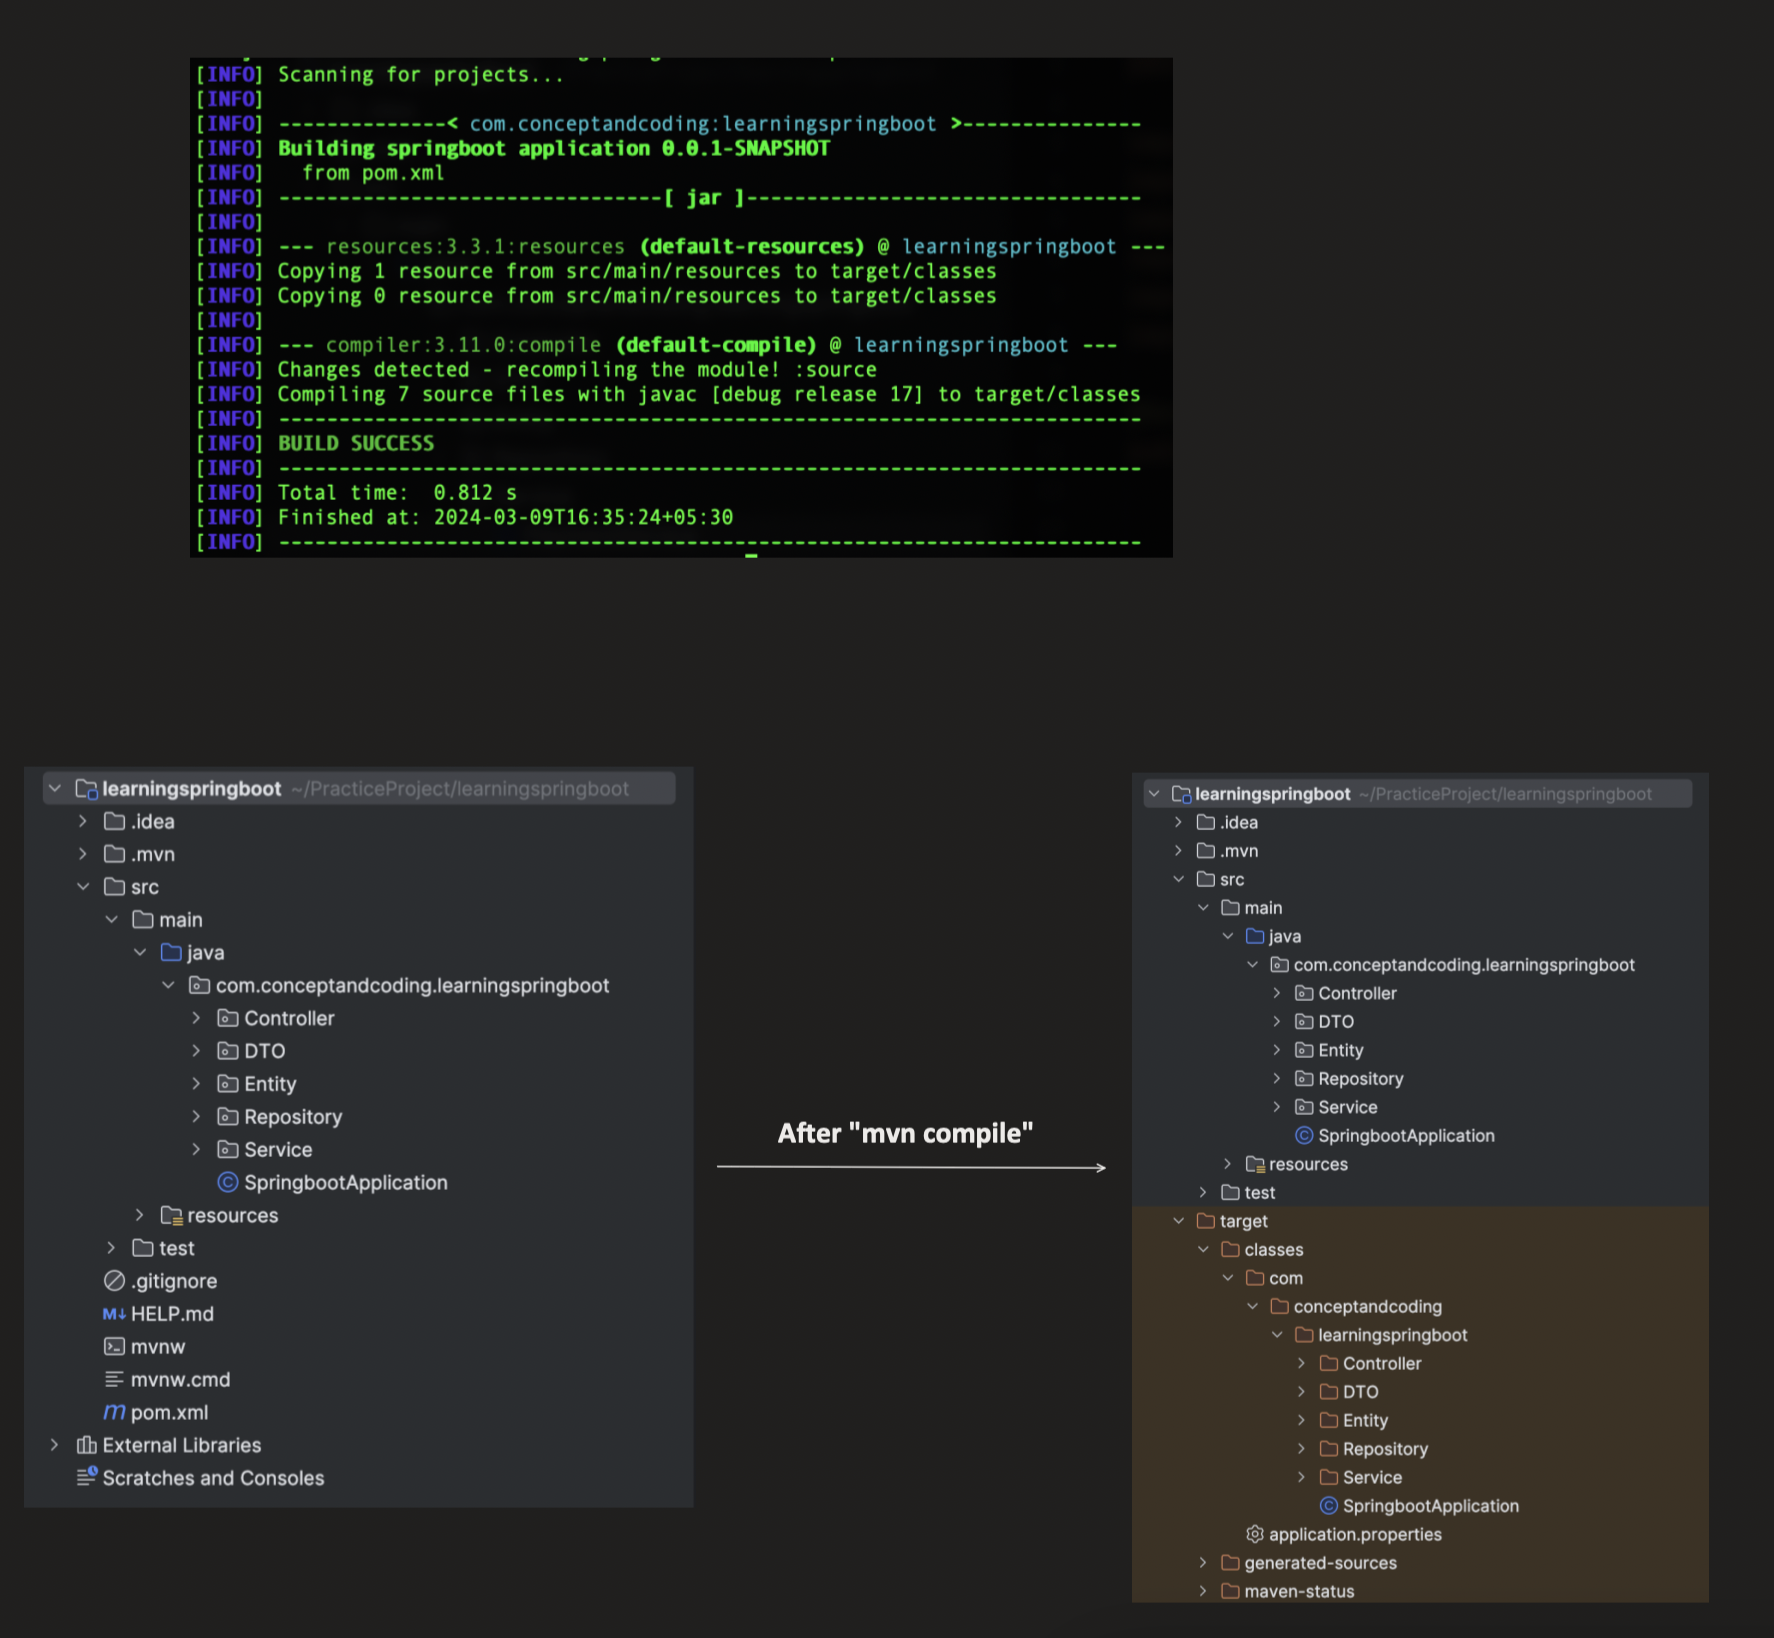 [INFO] Scanning for projects...
[INFO]
[INFO] --------------< com.conceptandcoding:learningspringboot >---------------
[INFO] Building springboot application 0.0.1-SNAPSHOT
[INFO]   from pom.xml
[INFO] --------------------------------[ jar ]---------------------------------
[INFO]
[INFO] --- resources:3.3.1:resources (default-resources) @ learningspringboot ---
[INFO] Copying 1 resource from src/main/resources to target/classes
[INFO] Copying 0 resource from src/main/resources to target/classes
[INFO]
[INFO] --- compiler:3.11.0:compile (default-compile) @ learningspringboot ---
[INFO] Changes detected - recompiling the module! :source
[INFO] Compiling 7 source files with javac [debug release 17] to target/classes
[INFO] ------------------------------------------------------------------------
[INFO] BUILD SUCCESS
[INFO] ------------------------------------------------------------------------
[INFO] Total time:  0.812 s
[INFO] Finished at: 2024-03-09T16:35:24+05:30
[INFO] ------------------------------------------------------------------------
learningspringboot ~/PracticeProject/learningspringboot
.idea
.mvn
src
main
java
com.conceptandcoding.learningspringboot
Controller
DTO
Entity
Repository
Service
SpringbootApplication
resources
test
.gitignore
HELP.md
mvnw
mvnw.cmd
pom.xml
External Libraries
Scratches and Consoles
After "mvn compile"
learningspringboot ~/PracticeProject/learningspringboot
.idea
.mvn
src
main
java
com.conceptandcoding.learningspringboot
Controller
DTO
Entity
Repository
Service
SpringbootApplication
resources
test
target
classes
com
conceptandcoding
learningspringboot
Controller
DTO
Entity
Repository
Service
SpringbootApplication
application.properties
generated-sources
maven-status